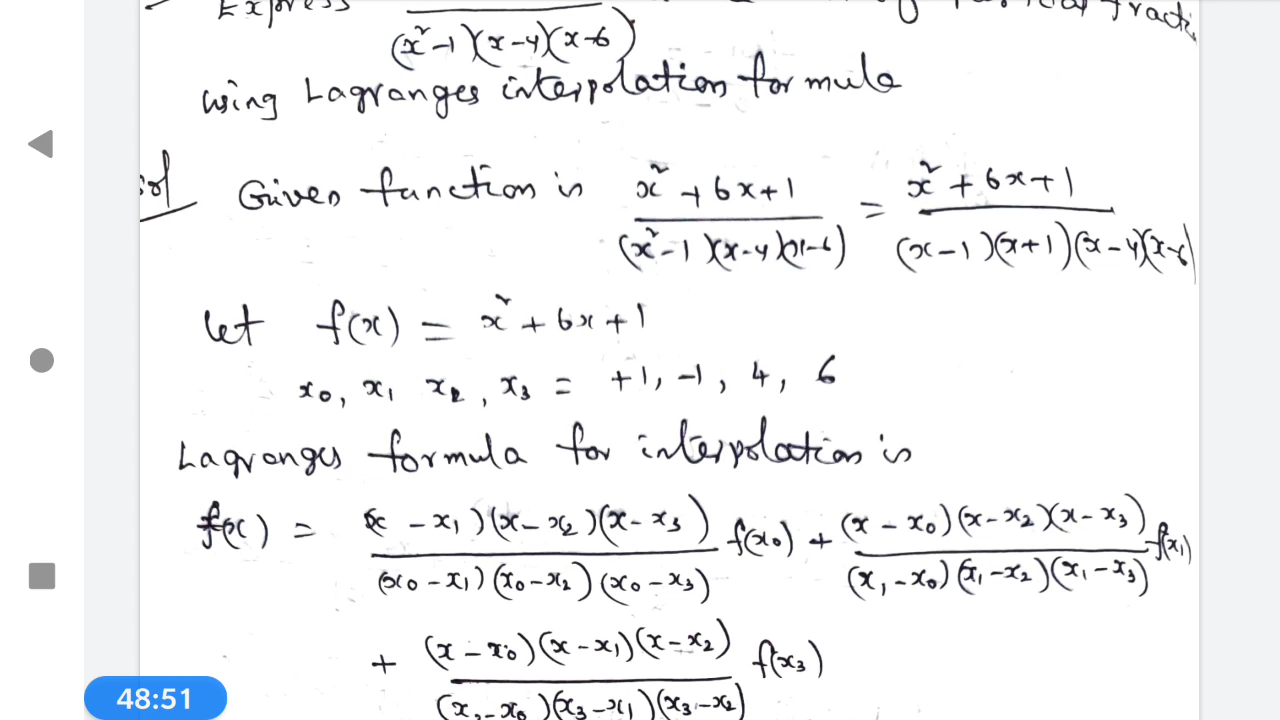 Express
(x²-1)(x-4)(x-6)
using Lagranges interpolation formula
sol Given function is x²+6x+1 / (x²-1)(x-4)(x-6) = x²+6x+1 / (x-1)(x+1)(x-4)(x-6
let f(x) = x²+6x+1
x₀, x₁ x₂, x₃ = +1, -1, 4, 6
Lagranges formula for interpolation is
f(x) = (x-x₁)(x-x₂)(x-x₃) / (x₀-x₁)(x₀-x₂)(x₀-x₃) f(x₀) + (x-x₀)(x-x₂)(x-x₃) / (x₁-x₀)(x₁-x₂)(x₁-x₃) f(x₁)
+ (x-x₀)(x-x₁)(x-x₂) / (x₃-x₀)(x₃-x₁)(x₃-x₂) f(x₃)
48:51